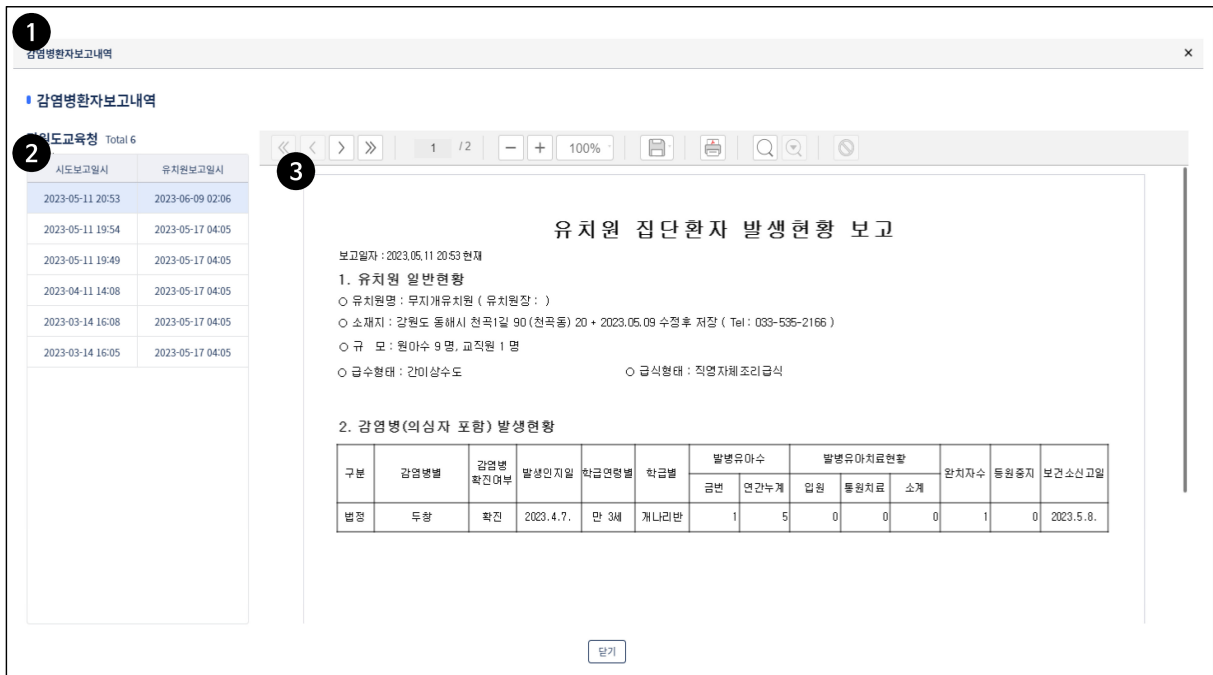 1
감염병환자보고내역 ×
감염병환자보고내역
도교육청 Total 6
2
시도보고일시 유치원보고일시
2023-05-11 20:53 2023-06-09 02:06
2023-05-11 19:54 2023-05-17 04:05
2023-05-11 19:49 2023-05-17 04:05
2023-04-11 14:08 2023-05-17 04:05
2023-03-14 16:08 2023-05-17 04:05
2023-03-14 16:05 2023-05-17 04:05
1 /2 100%
3
유치원 집단환자 발생현황 보고
보고일자 : 2023.05.11 20:53 현재
1. 유치원 일반현황
○ 유치원명 : 무지개유치원 ( 유치원장 : )
○ 소재지 : 강원도 동해시 천곡1길 90 (천곡동) 20 + 2023.05.09 수정후 저장 ( Tel : 033-535-2166 )
○ 규 모 : 원아수 9 명, 교직원 1 명
○ 급수형태 : 간이상수도 ○ 급식형태 : 직영자체조리급식
2. 감염병(의심자 포함) 발생현황
구분 감염병별 감염병 확진여부 발생인지일 학급연령별 학급별 발병유아수 발병유아치료현황 완치자수 등원중지 보건소신고일
금번 연간누계 입원 통원치료 소계
법정 두창 확진 2023.4.7. 만 3세 개나리반 1 5 0 0 0 1 0 2023.5.8.
닫기